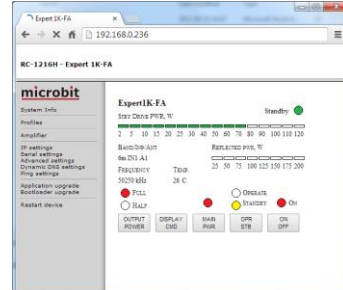 Expert 1K-FA
192.168.0.236
RC-1216H - Expert 1K-FA
microbit
System Info
Profiles
Amplifier
IP settings
Serial settings
Advanced settings
Dynamic DNS settings
Ping settings
Application upgrade
Bootloader upgrade
Restart device
Expert1K-FA
Standby
STBY DRIVE PWR, W
2 5 10 15 20 25 30 40 50 60 70 80 90 100 110 120
BAND INP/ANT
REFLECTED PWR, W
6m IN1 A1
25 50 75 100 125 150 175 200
FREQUENCY TEMP.
50250 kHz 26 C
FULL
OPERATE
HALF
STANDBY
ON
OUTPUT POWER
DISPLAY CMD
MAIN PWR
OPR STB
ON OFF